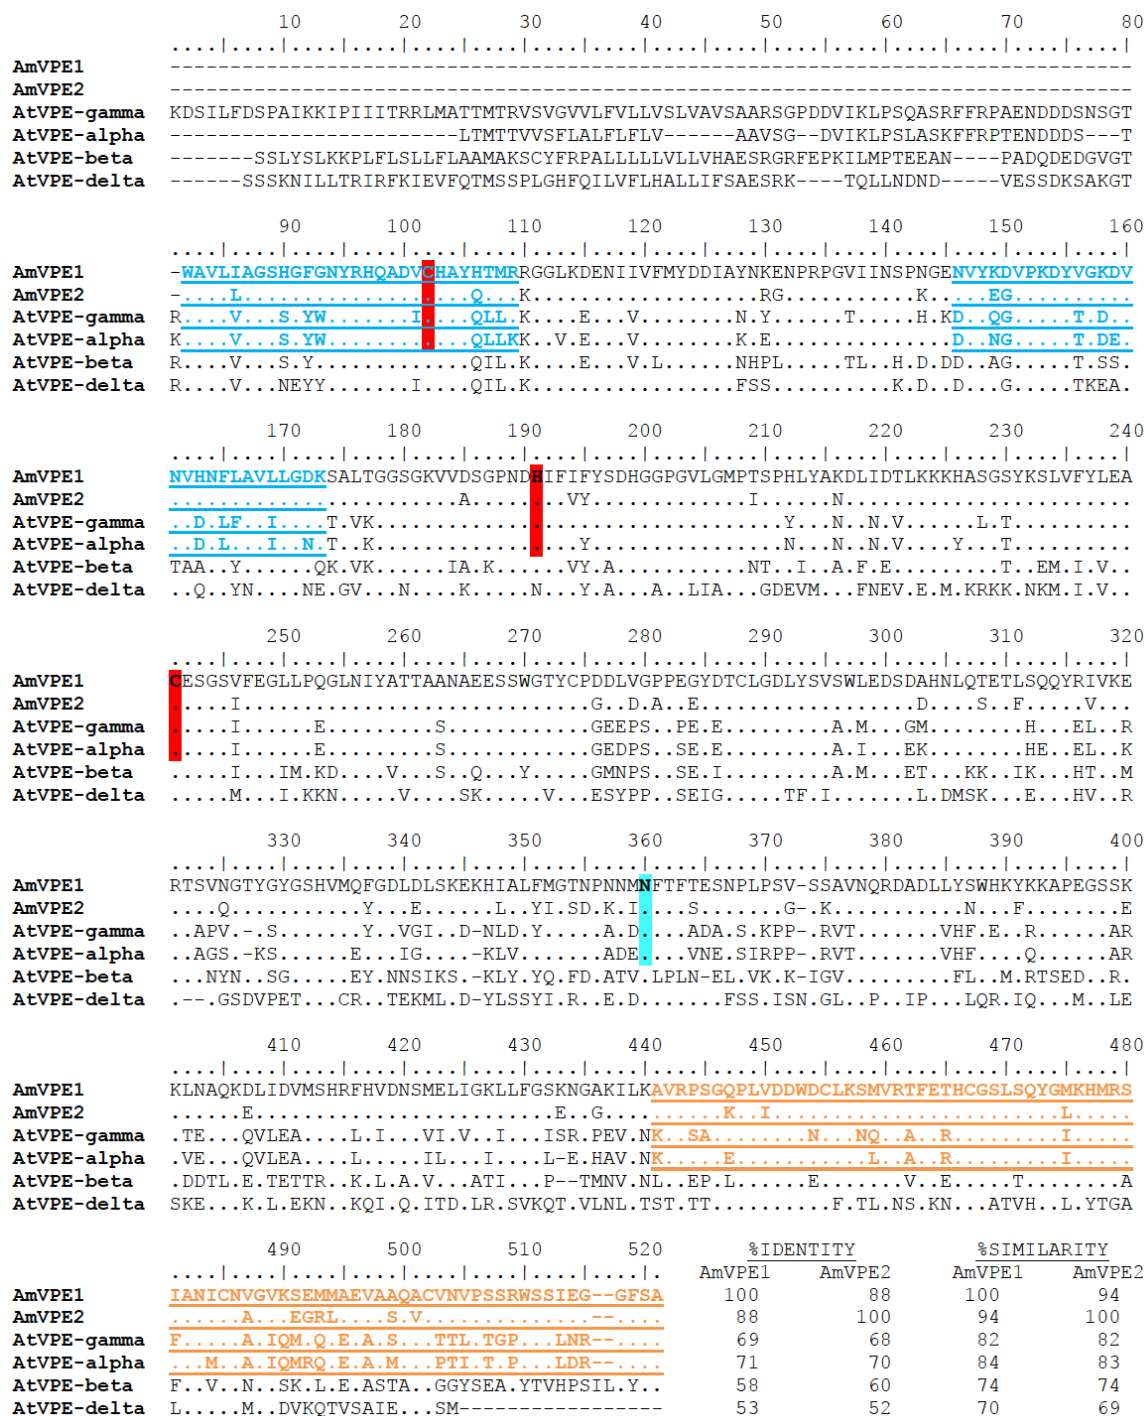 10 20 30 40 50 60 70 80
....|....|....|....|....|....|....|....|....|....|....|....|....|....|....|....|
AmVPE1 --------------------------------------------------------------------------------
AmVPE2 --------------------------------------------------------------------------------
AtVPE-gamma KDSILFDSPAIKKIPIIITRRLMATTMTRVSVGVVLFVLLVSLVAVSAARSGPDDVIKLPSQASRFFRPAENDDDSNSGT
AtVPE-alpha ------------------------LTMTTVVSFLALFLFLV------AAVSG--DVIKLPSLASKFFRPTENDDDS---T
AtVPE-beta -------SSLYSLKKPLFLSLLFLAAMAKSCYFRPALLLLLVLLVHAESRGRFEPKILMPTEEAN----PADQDEDGVGT
AtVPE-delta ------SSSKNILLTRIRFKIEVFQTMSSPLGHFQILVFLHALLIFSAESRK----TQLLNDND-----VESSDKSAKGT
90 100 110 120 130 140 150 160
....|....|....|....|....|....|....|....|....|....|....|....|....|....|....|....|
AmVPE1 -WAVLIAGSHGFGNYRHQADVCHAYHTMRRGGLKDENIIVFMYDDIAYNKENPRPGVIINSPNGENVYKDVPKDYVGKDV
AmVPE2 -....L...................Q...K...................RG...........K.....EG..........
AtVPE-gamma R....V...S.YW........I....QLL.K....E...V.........N.Y......T......H.KD..QG.....T.D..
AtVPE-alpha K....V...S.YW.............QLLKK..V.E...V........K.E.................D..NG.....T.DE.
AtVPE-beta R....V...S.Y.............QIL.K....E...V.L.......NHPL.....TL..H.D.DD..AG.....T.SS.
AtVPE-delta R....V...NEYY........I....QIL.K.................FSS..........K.D..D...G.....TKEA.
170 180 190 200 210 220 230 240
....|....|....|....|....|....|....|....|....|....|....|....|....|....|....|....|
AmVPE1 NVHNFLAVLLGDKSALTGGSGKVVDSGPNDHIFIFYSDHGGPGVLGMPTSPHLYAKDLIDTLKKKHASGSYKSLVFYLEA
AmVPE2 ........................A........VY.............I......N........................
AtVPE-gamma ..D.LF..I....T.VK..................................Y...N..N.V......L.T..........
AtVPE-alpha ..D.L...I..N.T..K.................Y................N...N..N.V....Y...T..........
AtVPE-beta TAA..Y......QK.VK......IA.K......VY.A...........NT...I..A.F.E..........T..EM.I.V..
AtVPE-delta ..Q..YN....NE.GV...N....K.....N...Y.A....A..LIA...GDEVM...FNEV.E.M.KRKK.NKM.I.V..
250 260 270 280 290 300 310 320
....|....|....|....|....|....|....|....|....|....|....|....|....|....|....|....|
AmVPE1 CESGSVFEGLLPQGLNIYATTAANAEESSWGTYCPDDLVGPPEGYDTCLGDLYSVSWLEDSDAHNLQTETLSQQYRIVKE
AmVPE2 .....I.............................G..D.A..E..................D....S..F.....V...
AtVPE-gamma .....I......E.........S............GEEPS..PE.E.........A.M...GM........H...EL..R
AtVPE-alpha .....I......E.........S............GEDPS..SE.E.........A.I...EK........HE..EL..K
AtVPE-beta .....I...IM.KD....V...S..Q...Y.....GMNPS..SE.I.........A.M...ET...KK...IK...HT..M
AtVPE-delta .....M...I.KKN.....V...SK.....V...ESYPP..SEIG......TF.I.......L.DMSK....E...HV..R
330 340 350 360 370 380 390 400
....|....|....|....|....|....|....|....|....|....|....|....|....|....|....|....|
AmVPE1 RTSVNGTYGYGSHVMQFGDLDLSKEKHIALFMGTNPNNMNFTFTESNPLPSV-SSAVNQRDADLLYSWHKYKKAPEGSSK
AmVPE2 ....Q...........Y...E......L..YI.SD.K.I....S.......G-..K...........N...F........E
AtVPE-gamma ..APV.-.S.......Y..VGI..D-NLD.Y.....A.D....ADA.S.KPP..RVT......VHF.E..R......AR
AtVPE-alpha ..AGS.-KS.......E...IG....-KLV......ADE....VNE.SIRPP-.RVT......VHF....Q......AR
AtVPE-beta ...NYN..SG....EY.NNSIKS.-KLY.YQ.FD.ATV.LPLN-EL.VK.K-IGV.......FL..M.RTSED..R.
AtVPE-delta .--.GSDVPET...CR..TEKML.D-YLSSYI.R...E.D.......FSS.ISN.GL..P..IP...LQR.IQ...M..LE
410 420 430 440 450 460 470 480
....|....|....|....|....|....|....|....|....|....|....|....|....|....|....|....|
AmVPE1 KLNAQKDLIDVMSHRFHVDNSMELIGKLLFGSKNGAKILKAVRPSGQPLVDDWDCLKSMVRTFETHCGSLSQYGMKHMRS
AmVPE2 ......E.........................E..G..........K..I........................L.....
AtVPE-gamma .TE...QVLEA....L.I...VI.V..I...ISR.PEV.NK..SA.........N...NQ..A..R.........I.....
AtVPE-alpha .VE...QVLEA....L.....IL...I....L-E.HAV.NK.....E...........L..A..R.........I.....
AtVPE-beta .DDTL.E.TETTR..K.L.A.V...ATI...P--TMNV.NL..EP.L......E.......V..E.....T........A
AtVPE-delta SKE...K.L.EKN..KQI.Q.ITD.LR.SVKQT.VLNL.TST.TT..........F.TL.NS.KN...ATVH..L.YTGA
490 500 510 520 %IDENTITY %SIMILARITY
....|....|....|....|....|....|....|....|. AmVPE1 AmVPE2 AmVPE1 AmVPE2
AmVPE1 IANICNVGVKSEMMAEVAAQACVNVPSSRWSSIEG--GFSA 100 88 100 94
AmVPE2 ......A...EGRL....S.V..............--.... 88 100 94 100
AtVPE-gamma F.....A.IQM.Q.E.A.S...TTL.TGP...LNR--.... 69 68 82 82
AtVPE-alpha ...M..A.IQMRQ.E.A.M...PTI.T.P...LDR--.... 71 70 84 83
AtVPE-beta F..V..N..SK.L.E.ASTA..GGYSEA.YTVHPSIL.Y.. 58 60 74 74
AtVPE-delta L.....M..DVKQTVSAIE...SM----------------- 53 52 70 69